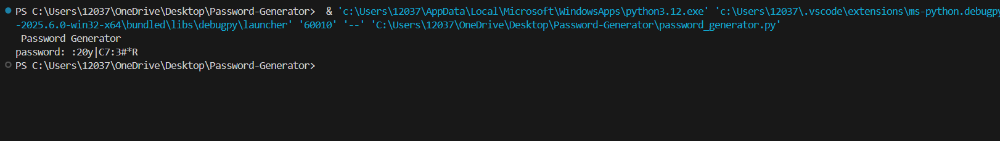 PS C:\Users\12037\OneDrive\Desktop\Password-Generator>  & 'c:\Users\12037\AppData\Local\Microsoft\WindowsApps\python3.12.exe' 'c:\Users\12037\.vscode\extensions\ms-python.debugpy
-2025.6.0-win32-x64\bundled\libs\debugpy\launcher' '60010' '--' 'C:\Users\12037\OneDrive\Desktop\Password-Generator\password_generator.py'
 Password Generator
password: :20y|C7:3#*R
PS C:\Users\12037\OneDrive\Desktop\Password-Generator>